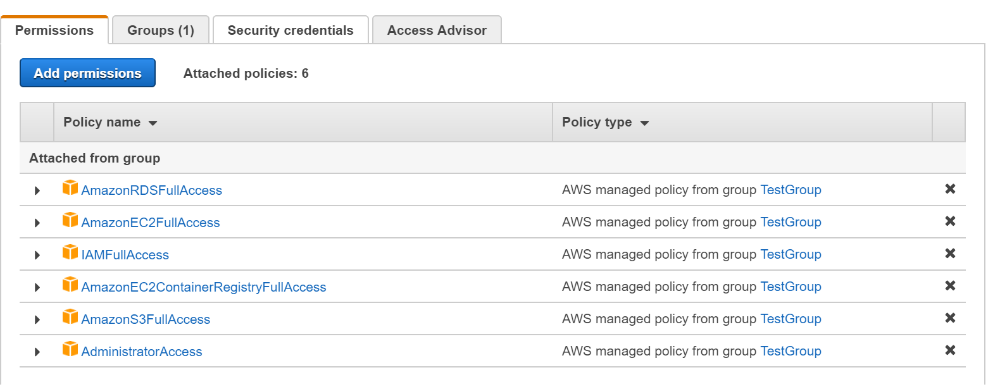 Permissions Groups (1) Security credentials Access Advisor
Add permissions Attached policies: 6
Policy name Policy type
Attached from group
AmazonRDSFullAccess AWS managed policy from group TestGroup
AmazonEC2FullAccess AWS managed policy from group TestGroup
IAMFullAccess AWS managed policy from group TestGroup
AmazonEC2ContainerRegistryFullAccess AWS managed policy from group TestGroup
AmazonS3FullAccess AWS managed policy from group TestGroup
AdministratorAccess AWS managed policy from group TestGroup